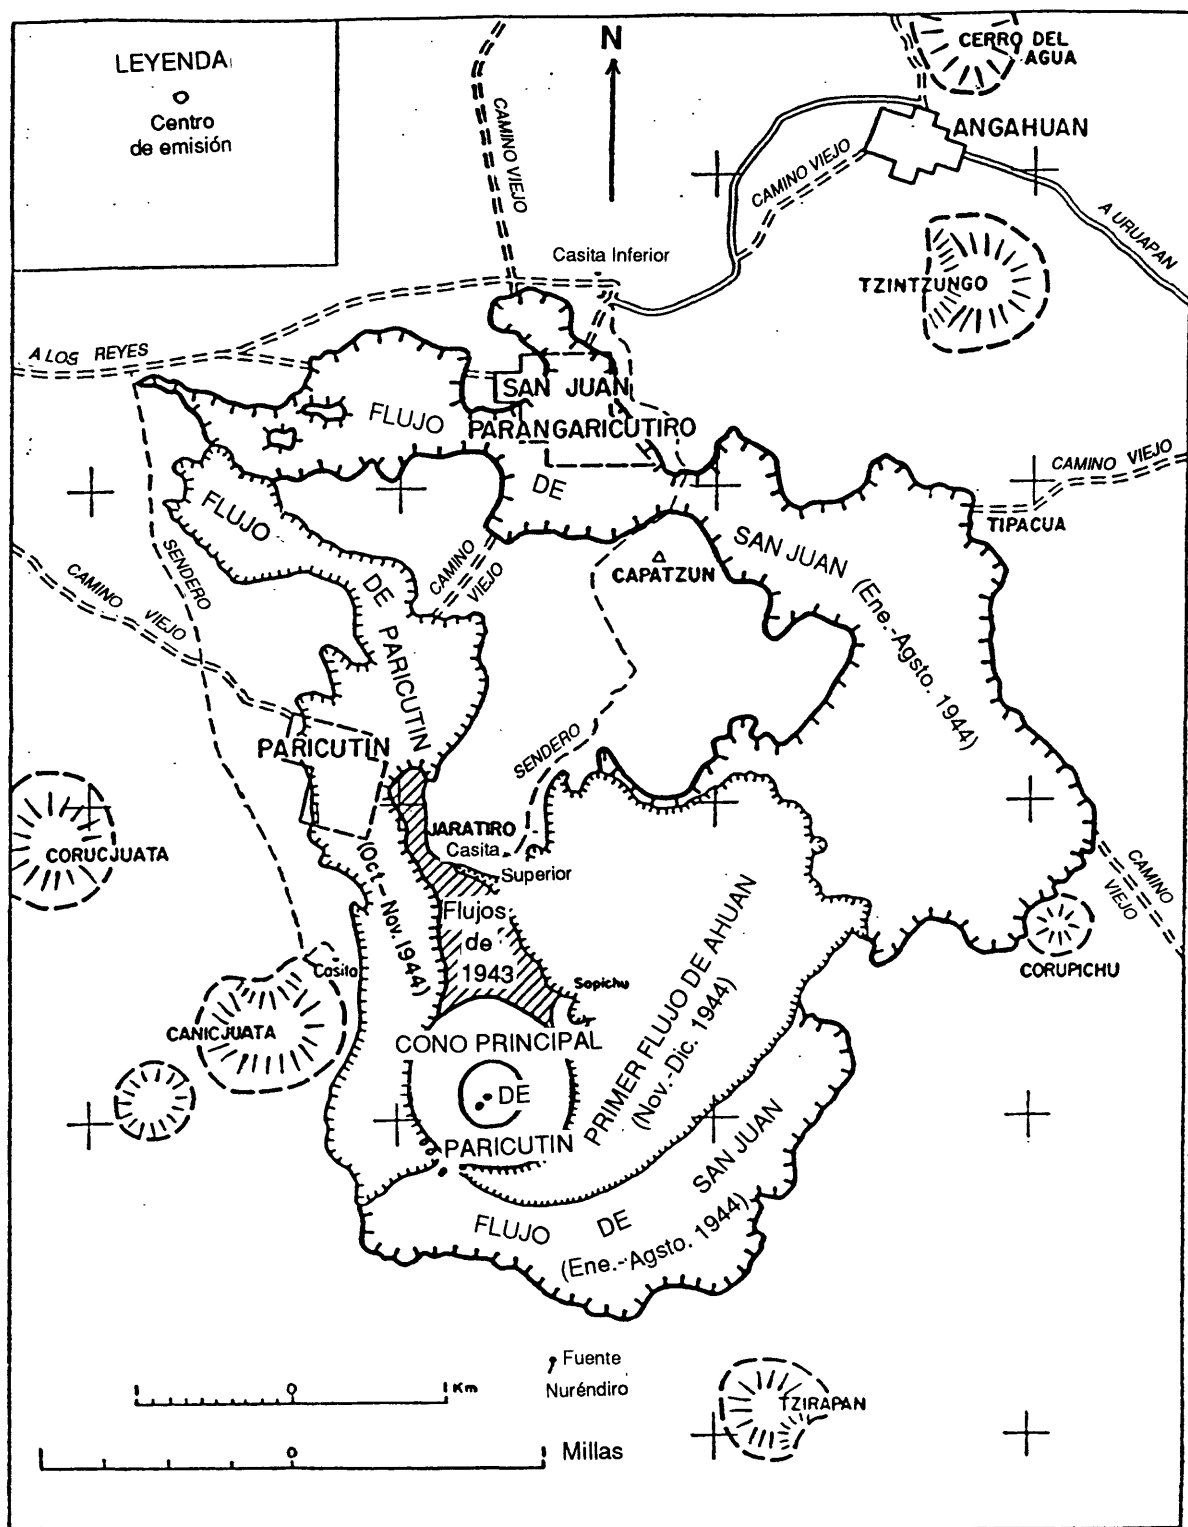 LEYENDA
Centro
de emisión
N
CERRO DEL
AGUA
CAMINO VIEJO
ANGAHUAN
CAMINO VIEJO
A URUAPAN
Casita Inferior
TZINTZUNGO
A LOS REYES
SAN JUAN
PARANGARICUTIRO
FLUJO
DE
SAN JUAN
(Ene.-Agsto. 1944)
CAMINO VIEJO
TIPACUA
FLUJO
DE
PARICUTIN
(Oct.-Nov. 1944)
SENDERO
CAMINO
VIEJO
CAPATZUN
CAMINO VIEJO
SENDERO
PARICUTIN
CORUCJUATA
JARATIRO
Casita
Superior
Flujos
de
1943
CAMINO
VIEJO
CORUPICHU
Casita
Sopichu
CANICJUATA
PRIMER FLUJO DE AHUAN
(Nov.-Dic. 1944)
CONO PRINCIPAL
DE
PARICUTIN
FLUJO DE SAN JUAN
(Ene.-Agsto. 1944)
1 0 1 Km
Fuente
Nuréndiro
TZIRAPAN
1 0 1 Millas